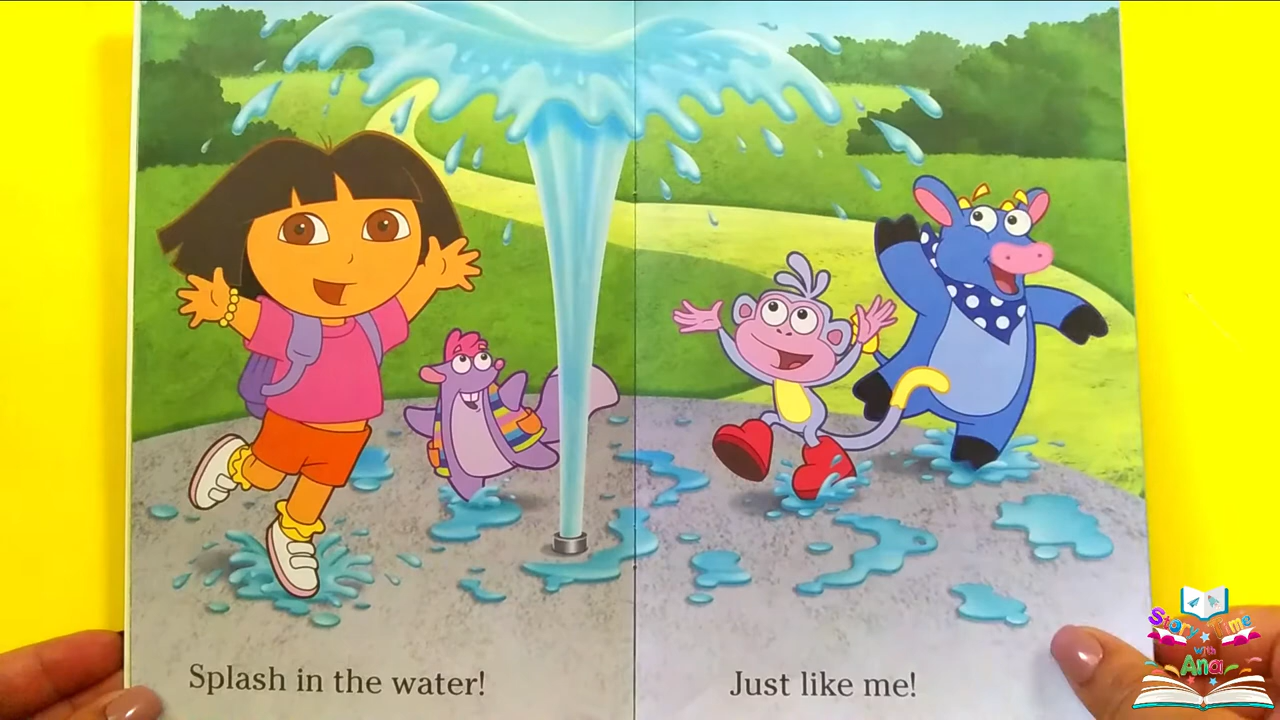 Splash in the water!
Just like me!
Story Time
with
Ana